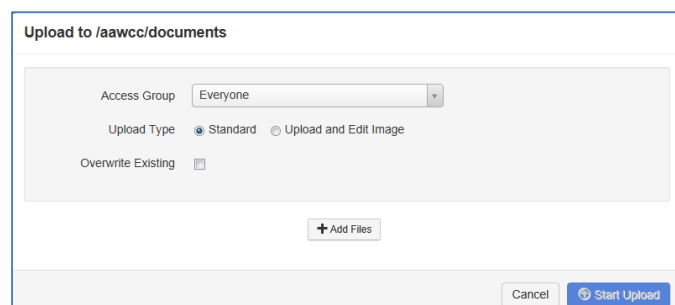 Upload to /aawcc/documents
Access Group Everyone
Upload Type Standard Upload and Edit Image
Overwrite Existing
Add Files
Cancel Start Upload